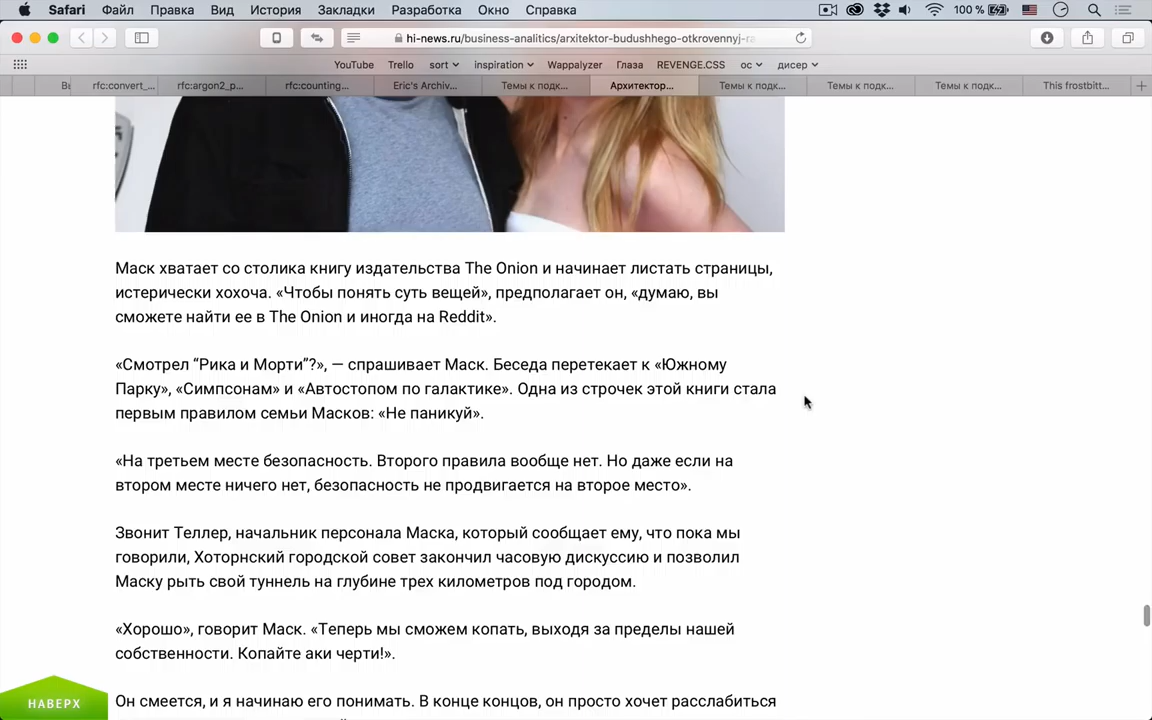 Safari Файл Правка Вид История Закладки Разработка Окно Справка 100 %
hi-news.ru/business-analitics/arxitektor-budushhego-otkrovennyj-ra
YouTube Trello sort inspiration Wappalyzer Глаза REVENGE.CSS ос дисер
Вы rfc:convert_... rfc:argon2_p... rfc:counting... Eric's Archiv... Темы к подк... Архитектор... Темы к подк... Темы к подк... Темы к подк... This frostbitt...
Маск хватает со столика книгу издательства The Onion и начинает листать страницы,
истерически хохоча. «Чтобы понять суть вещей», предполагает он, «думаю, вы
сможете найти ее в The Onion и иногда на Reddit».
«Смотрел “Рика и Морти”?», — спрашивает Маск. Беседа перетекает к «Южному
Парку», «Симпсонам» и «Автостопом по галактике». Одна из строчек этой книги стала
первым правилом семьи Масков: «Не паникуй».
«На третьем месте безопасность. Второго правила вообще нет. Но даже если на
втором месте ничего нет, безопасность не продвигается на второе место».
Звонит Теллер, начальник персонала Маска, который сообщает ему, что пока мы
говорили, Хоторнский городской совет закончил часовую дискуссию и позволил
Маску рыть свой туннель на глубине трех километров под городом.
«Хорошо», говорит Маск. «Теперь мы сможем копать, выходя за пределы нашей
собственности. Копайте аки черти!».
НАВЕРХ
Он смеется, и я начинаю его понимать. В конце концов, он просто хочет расслабиться